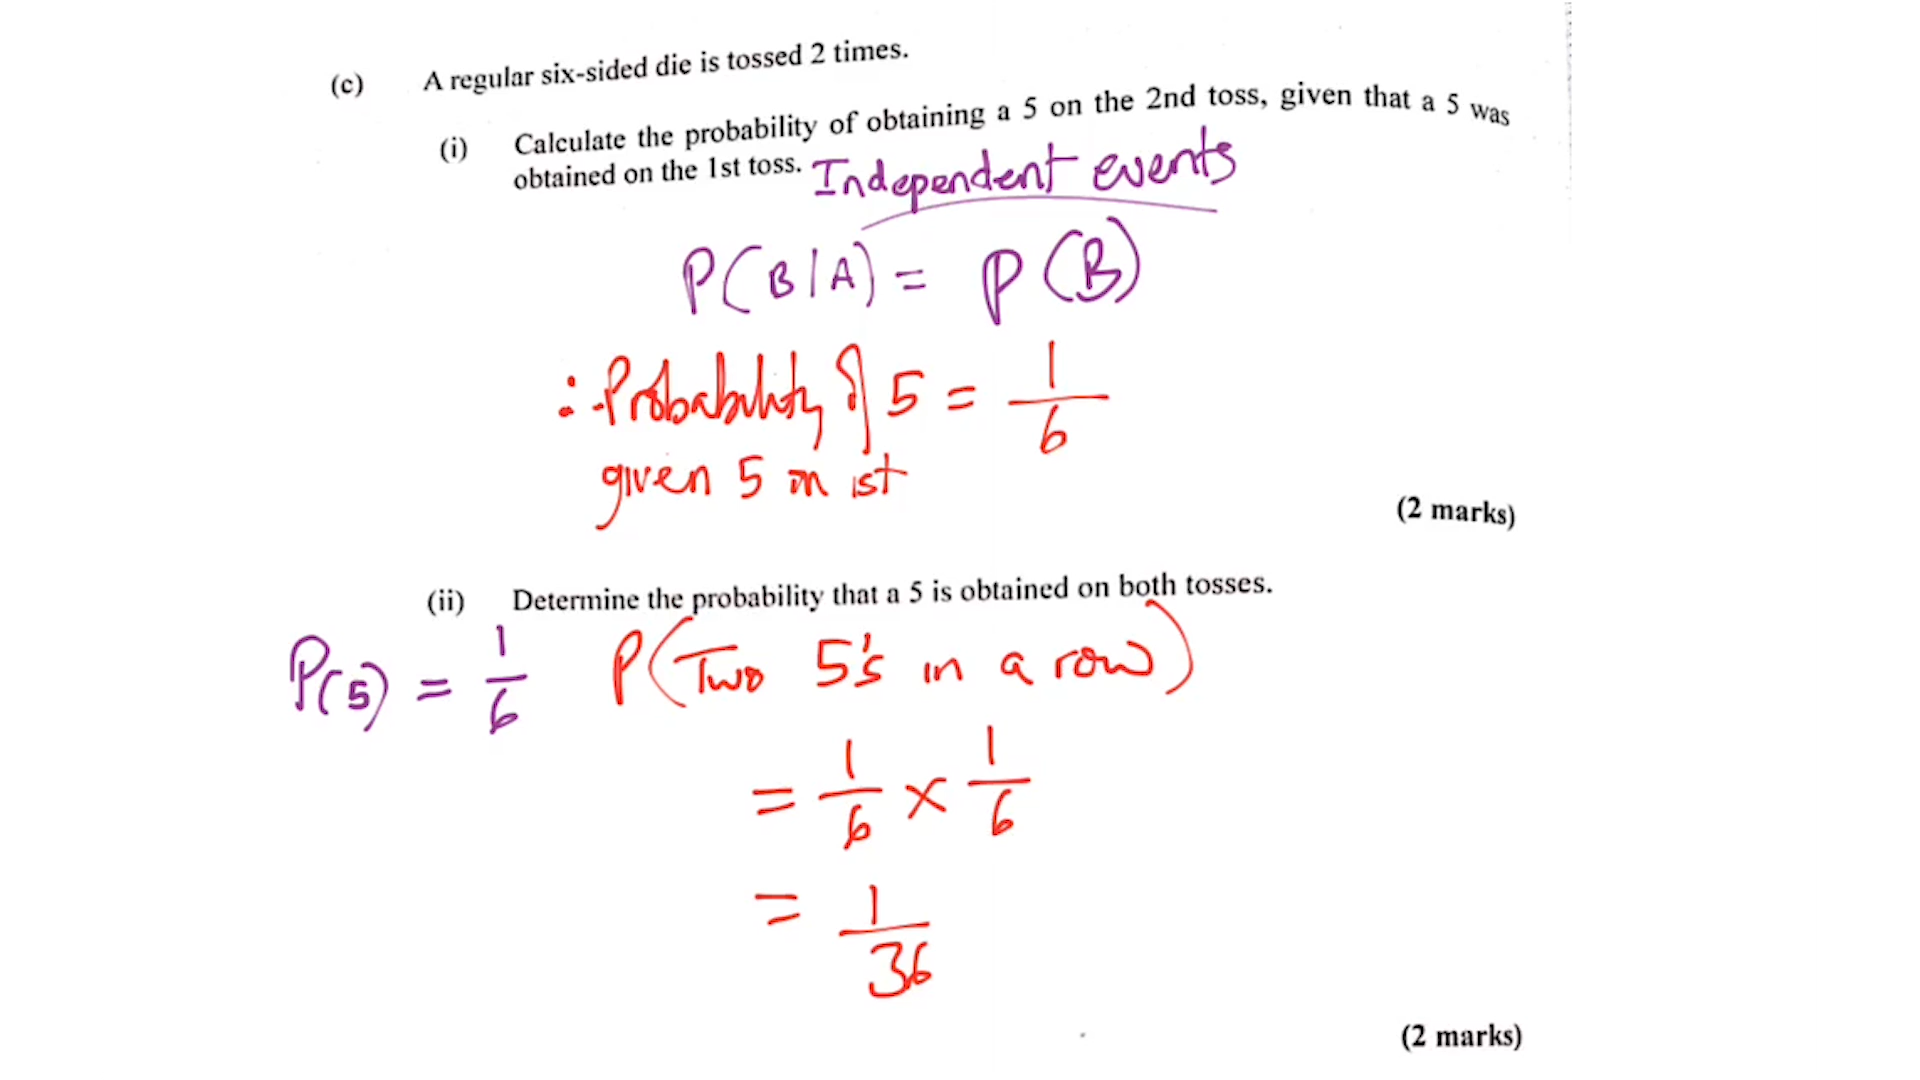 (c) A regular six-sided die is tossed 2 times.
(i) Calculate the probability of obtaining a 5 on the 2nd toss, given that a 5 was
obtained on the 1st toss. Independent events
P(B|A) = P(B)
∴ Probability of 5 = 1/6
given 5 on 1st
(2 marks)
(ii) Determine the probability that a 5 is obtained on both tosses.
P(5) = 1/6 P(Two 5's in a row)
= 1/6 × 1/6
= 1/36
(2 marks)